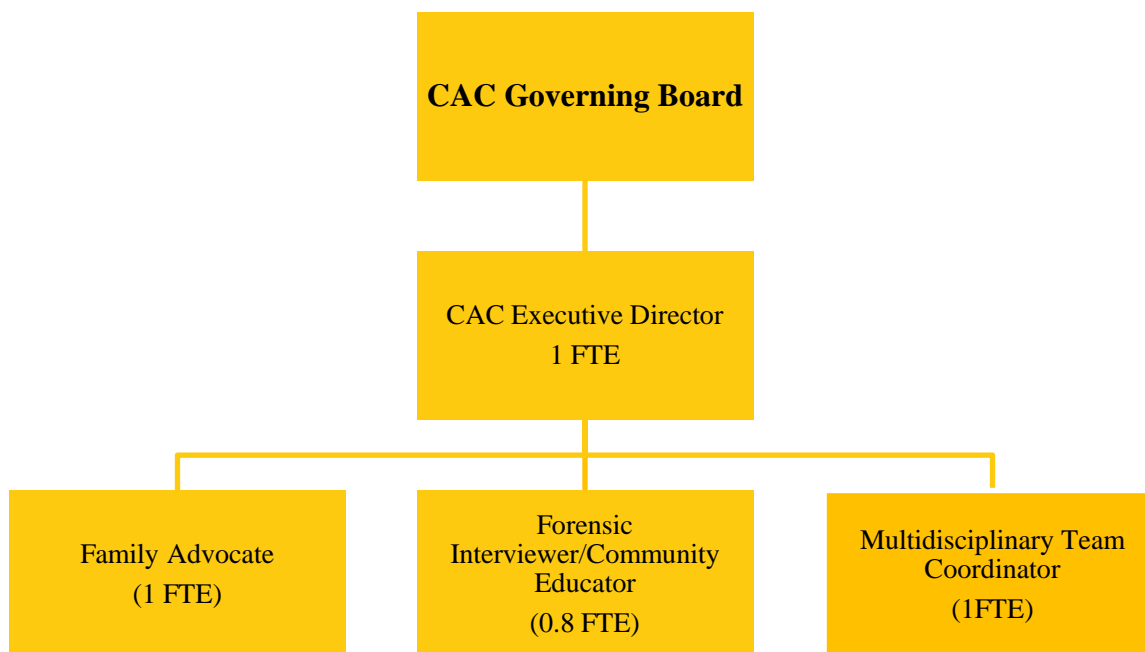 CAC Governing Board
CAC Executive Director
1 FTE
Family Advocate
(1 FTE)
Forensic
Interviewer/Community
Educator
(0.8 FTE)
Multidisciplinary Team
Coordinator
(1FTE)